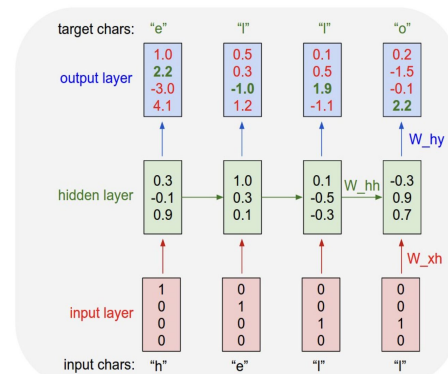 target chars: "e" "l" "l" "o"
1.0 0.5 0.1 0.2
2.2 0.3 0.5 -1.5
output layer
-3.0 -1.0 1.9 -0.1
4.1 1.2 -1.1 2.2
W_hy
0.3 1.0 0.1 -0.3
W_hh
hidden layer -0.1 0.3 -0.5 0.9
0.9 0.1 -0.3 0.7
W_xh
1 0 0 0
0 1 0 0
input layer
0 0 1 1
0 0 0 0
input chars: "h" "e" "l" "l"